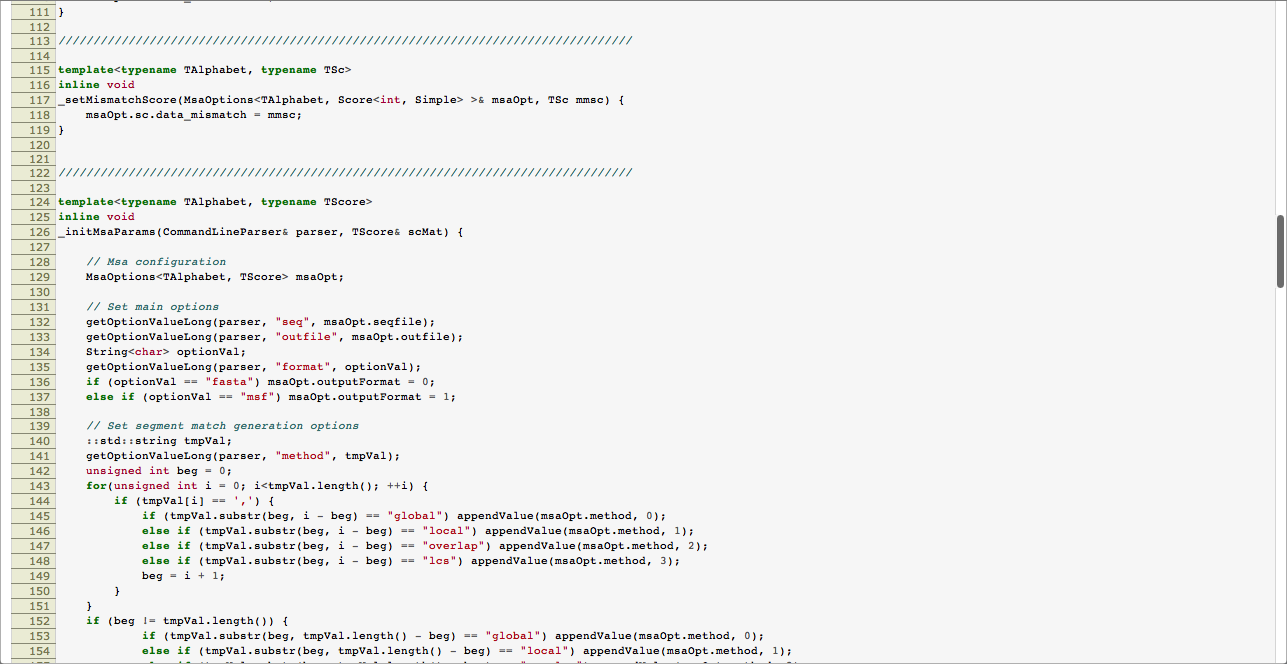 111 }
112
113 //////////////////////////////////////////////////////////////////////////////////
114
115 template<typename TAlphabet, typename TSc>
116 inline void
117 _setMismatchScore(MsaOptions<TAlphabet, Score<int, Simple> >& msaOpt, TSc mmsc) {
118     msaOpt.sc.data_mismatch = mmsc;
119 }
120
121
122 //////////////////////////////////////////////////////////////////////////////////
123
124 template<typename TAlphabet, typename TScore>
125 inline void
126 _initMsaParams(CommandLineParser& parser, TScore& scMat) {
127
128     // Msa configuration
129     MsaOptions<TAlphabet, TScore> msaOpt;
130
131     // Set main options
132     getOptionValueLong(parser, "seq", msaOpt.seqfile);
133     getOptionValueLong(parser, "outfile", msaOpt.outfile);
134     String<char> optionVal;
135     getOptionValueLong(parser, "format", optionVal);
136     if (optionVal == "fasta") msaOpt.outputFormat = 0;
137     else if (optionVal == "msf") msaOpt.outputFormat = 1;
138
139     // Set segment match generation options
140     ::std::string tmpVal;
141     getOptionValueLong(parser, "method", tmpVal);
142     unsigned int beg = 0;
143     for(unsigned int i = 0; i<tmpVal.length(); ++i) {
144         if (tmpVal[i] == ',') {
145             if (tmpVal.substr(beg, i - beg) == "global") appendValue(msaOpt.method, 0);
146             else if (tmpVal.substr(beg, i - beg) == "local") appendValue(msaOpt.method, 1);
147             else if (tmpVal.substr(beg, i - beg) == "overlap") appendValue(msaOpt.method, 2);
148             else if (tmpVal.substr(beg, i - beg) == "lcs") appendValue(msaOpt.method, 3);
149             beg = i + 1;
150         }
151     }
152     if (beg != tmpVal.length()) {
153             if (tmpVal.substr(beg, tmpVal.length() - beg) == "global") appendValue(msaOpt.method, 0);
154             else if (tmpVal.substr(beg, tmpVal.length() - beg) == "local") appendValue(msaOpt.method, 1);